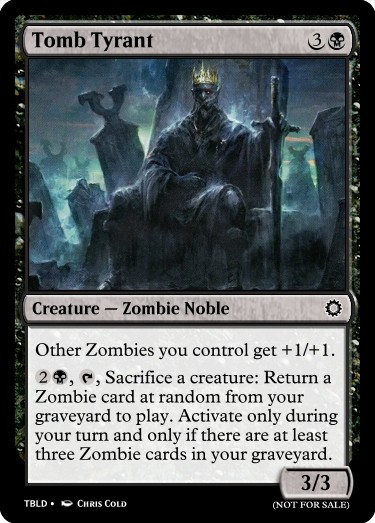 Tomb Tyrant 3
Creature — Zombie Noble
Other Zombies you control get +1/+1.
2, , Sacrifice a creature: Return a
Zombie card at random from your
graveyard to play. Activate only during
your turn and only if there are at least
three Zombie cards in your graveyard.
3/3
TBLD • Chris Cold
(NOT FOR SALE)